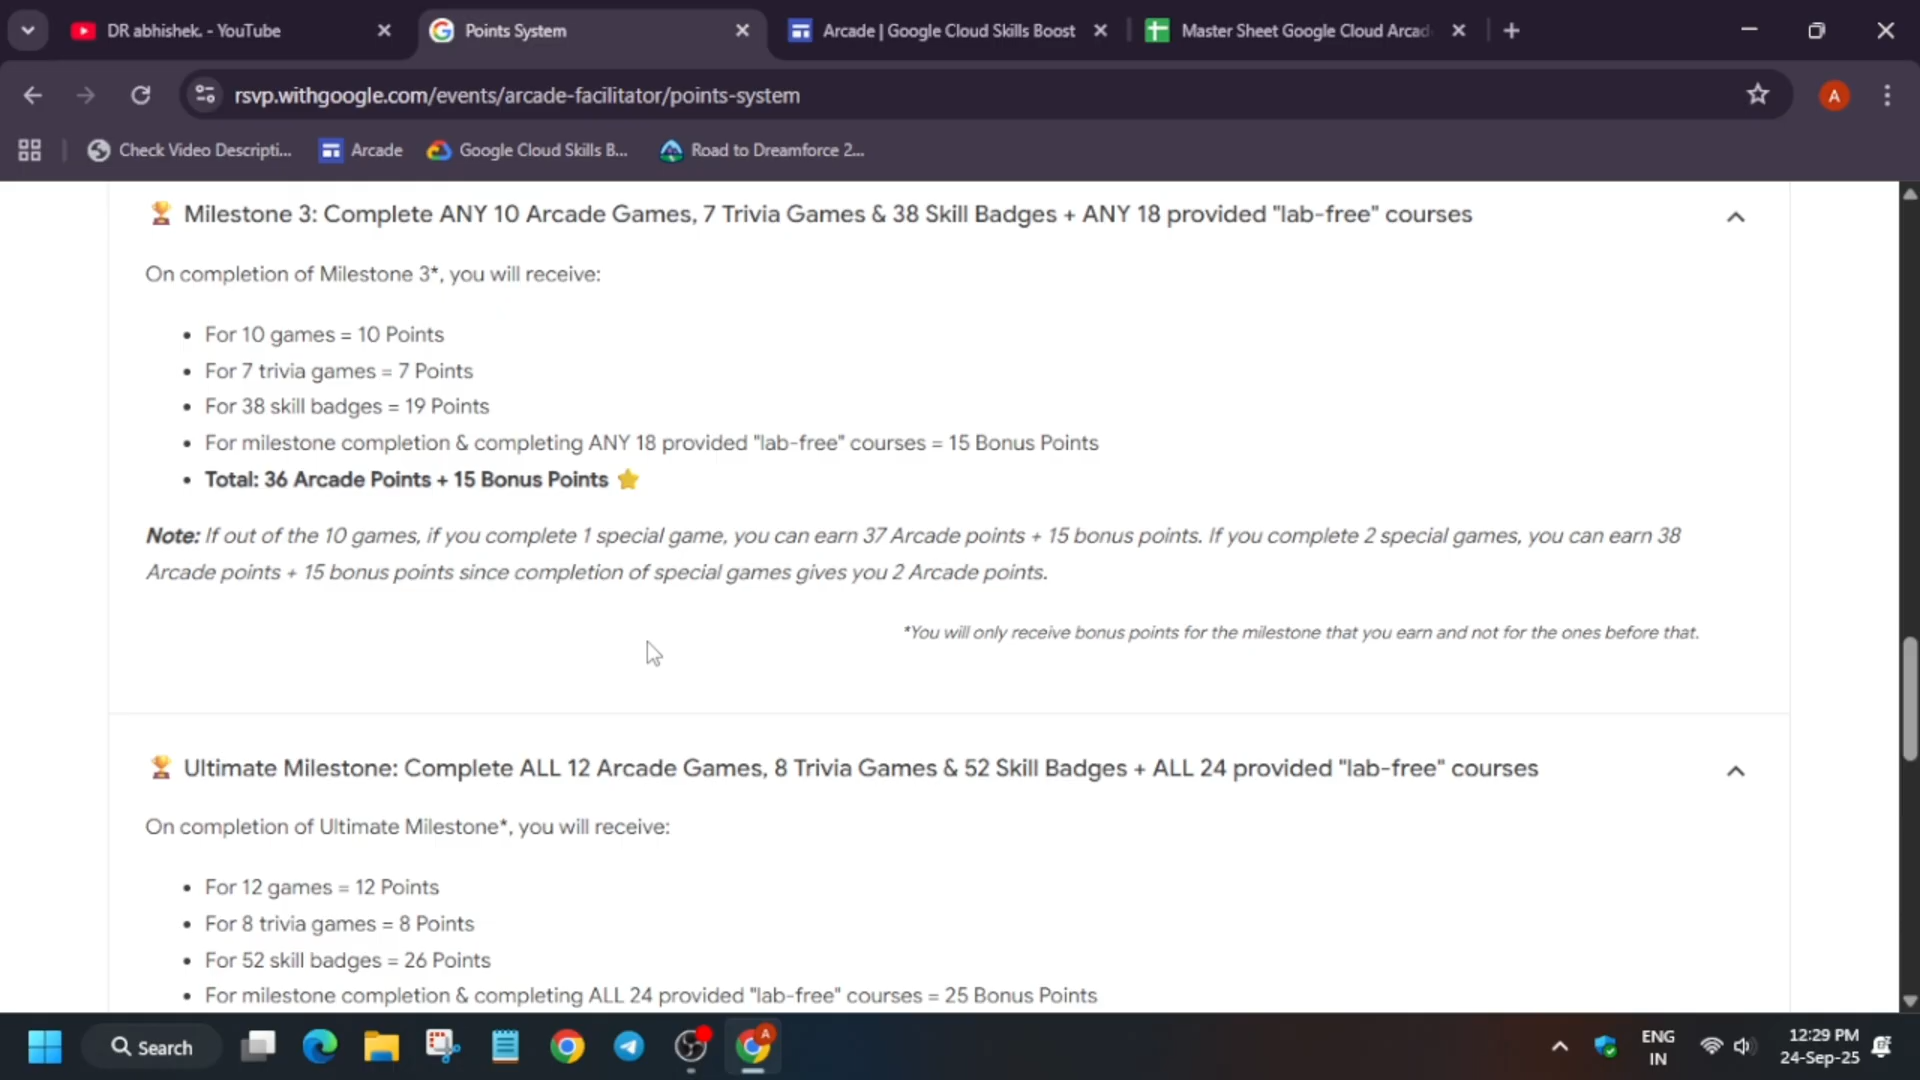 DR abhishek. - YouTube
Points System
Arcade | Google Cloud Skills Boost
Master Sheet Google Cloud Arcad
rsvp.withgoogle.com/events/arcade-facilitator/points-system
A
Check Video Descripti...
Arcade
Google Cloud Skills B...
Road to Dreamforce 2...
Milestone 3: Complete ANY 10 Arcade Games, 7 Trivia Games & 38 Skill Badges + ANY 18 provided "lab-free" courses
On completion of Milestone 3*, you will receive:
• For 10 games = 10 Points
• For 7 trivia games = 7 Points
• For 38 skill badges = 19 Points
• For milestone completion & completing ANY 18 provided "lab-free" courses = 15 Bonus Points
• Total: 36 Arcade Points + 15 Bonus Points ⭐
Note: If out of the 10 games, if you complete 1 special game, you can earn 37 Arcade points + 15 bonus points. If you complete 2 special games, you can earn 38
Arcade points + 15 bonus points since completion of special games gives you 2 Arcade points.
*You will only receive bonus points for the milestone that you earn and not for the ones before that.
Ultimate Milestone: Complete ALL 12 Arcade Games, 8 Trivia Games & 52 Skill Badges + ALL 24 provided "lab-free" courses
On completion of Ultimate Milestone*, you will receive:
• For 12 games = 12 Points
• For 8 trivia games = 8 Points
• For 52 skill badges = 26 Points
• For milestone completion & completing ALL 24 provided "lab-free" courses = 25 Bonus Points
Search
A
ENG
IN
12:29 PM
24-Sep-25